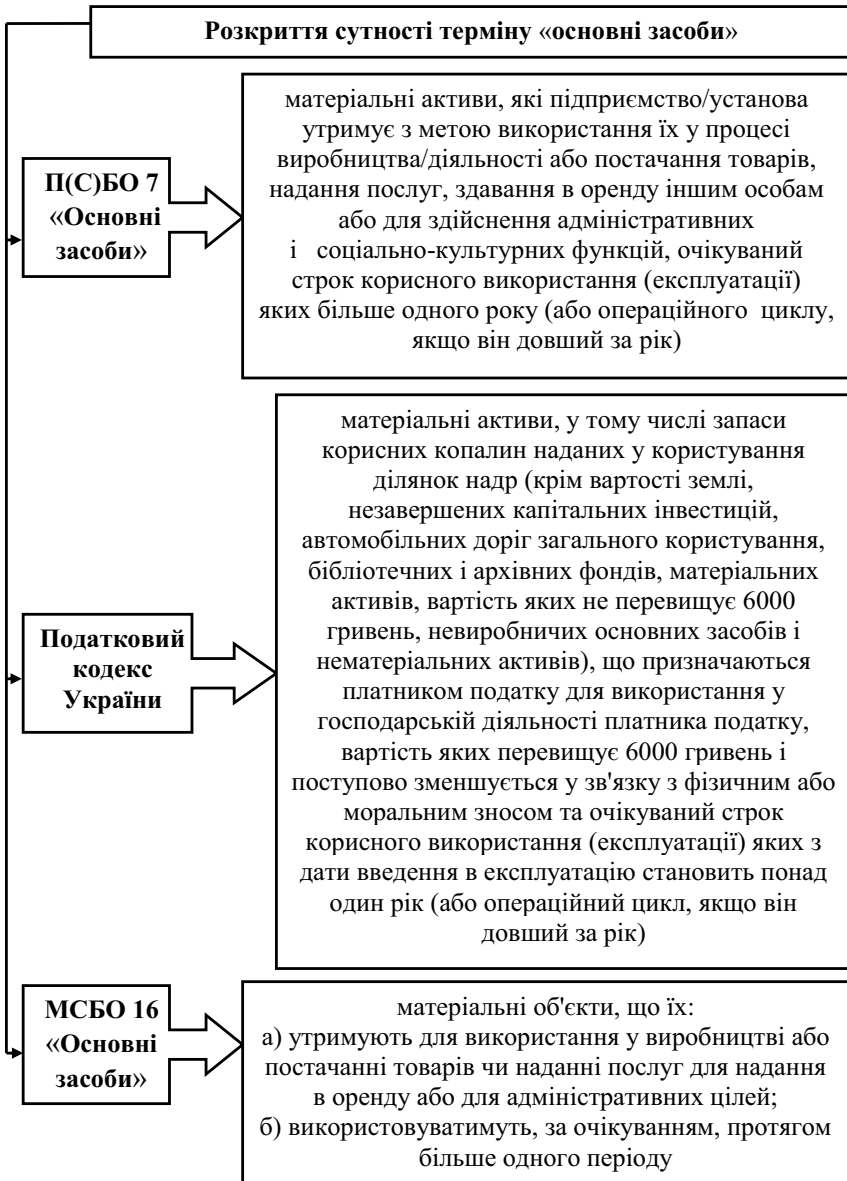 Розкриття сутності терміну «основні засоби»
П(С)БО 7
«Основні
засоби»
матеріальні активи, які підприємство/установа
утримує з метою використання їх у процесі
виробництва/діяльності або постачання товарів,
надання послуг, здавання в оренду іншим особам
або для здійснення адміністративних
і соціально-культурних функцій, очікуваний
строк корисного використання (експлуатації)
яких більше одного року (або операційного циклу,
якщо він довший за рік)
Податковий
кодекс
України
матеріальні активи, у тому числі запаси
корисних копалин наданих у користування
ділянок надр (крім вартості землі,
незавершених капітальних інвестицій,
автомобільних доріг загального користування,
бібліотечних і архівних фондів, матеріальних
активів, вартість яких не перевищує 6000
гривень, невиробничих основних засобів і
нематеріальних активів), що призначаються
платником податку для використання у
господарській діяльності платника податку,
вартість яких перевищує 6000 гривень і
поступово зменшується у зв'язку з фізичним або
моральним зносом та очікуваний строк
корисного використання (експлуатації) яких з
дати введення в експлуатацію становить понад
один рік (або операційний цикл, якщо він
довший за рік)
МСБО 16
«Основні
засоби»
матеріальні об'єкти, що їх:
а) утримують для використання у виробництві або
постачанні товарів чи наданні послуг для надання
в оренду або для адміністративних цілей;
б) використовуватимуть, за очікуванням, протягом
більше одного періоду